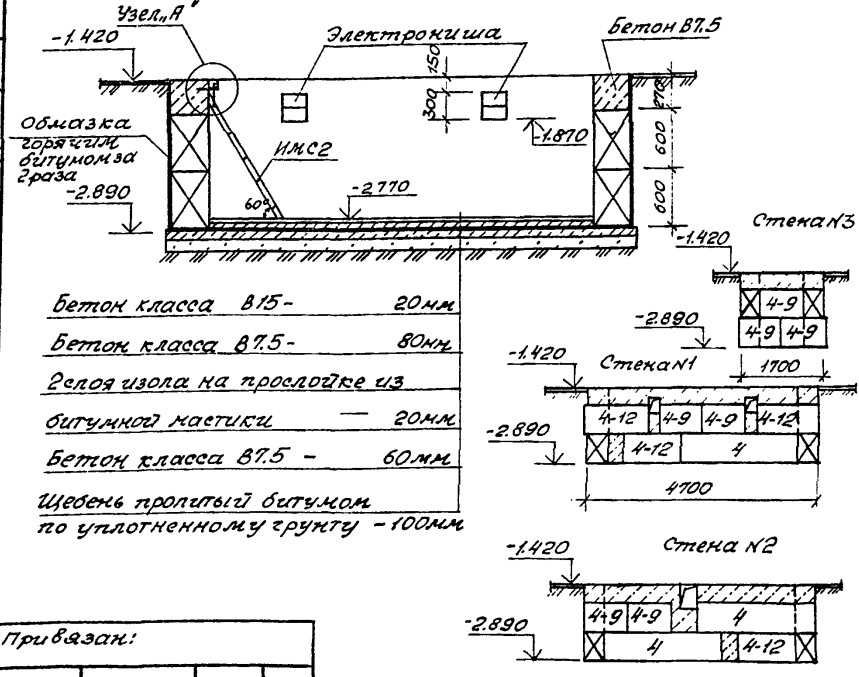 Узел „А"
-1.420
Электрониша
Бетон В7.5
150
300
270
600
600
-1.870
Обмазка
горячим
битумом за
2 раза
-2.890
ИМС2
60°
-2.770
Стена N3
-1.420
4-9
4-9 4-9
-2.890
1700
Бетон класса В15- 20мм
Бетон класса В7.5- 80мм
2 слоя изола на прослойке из
битумной мастики — 20мм
Бетон класса В7.5 - 60мм
Щебень пролитый битумом
по уплотненному грунту - 100мм
Стена N1
-1.420
4-12 4-9 4-9 4-12
4-12 4
-2.890
4700
Стена N2
-1.420
4-9 4-9 4
4 4-12
-2.890
Привязан: